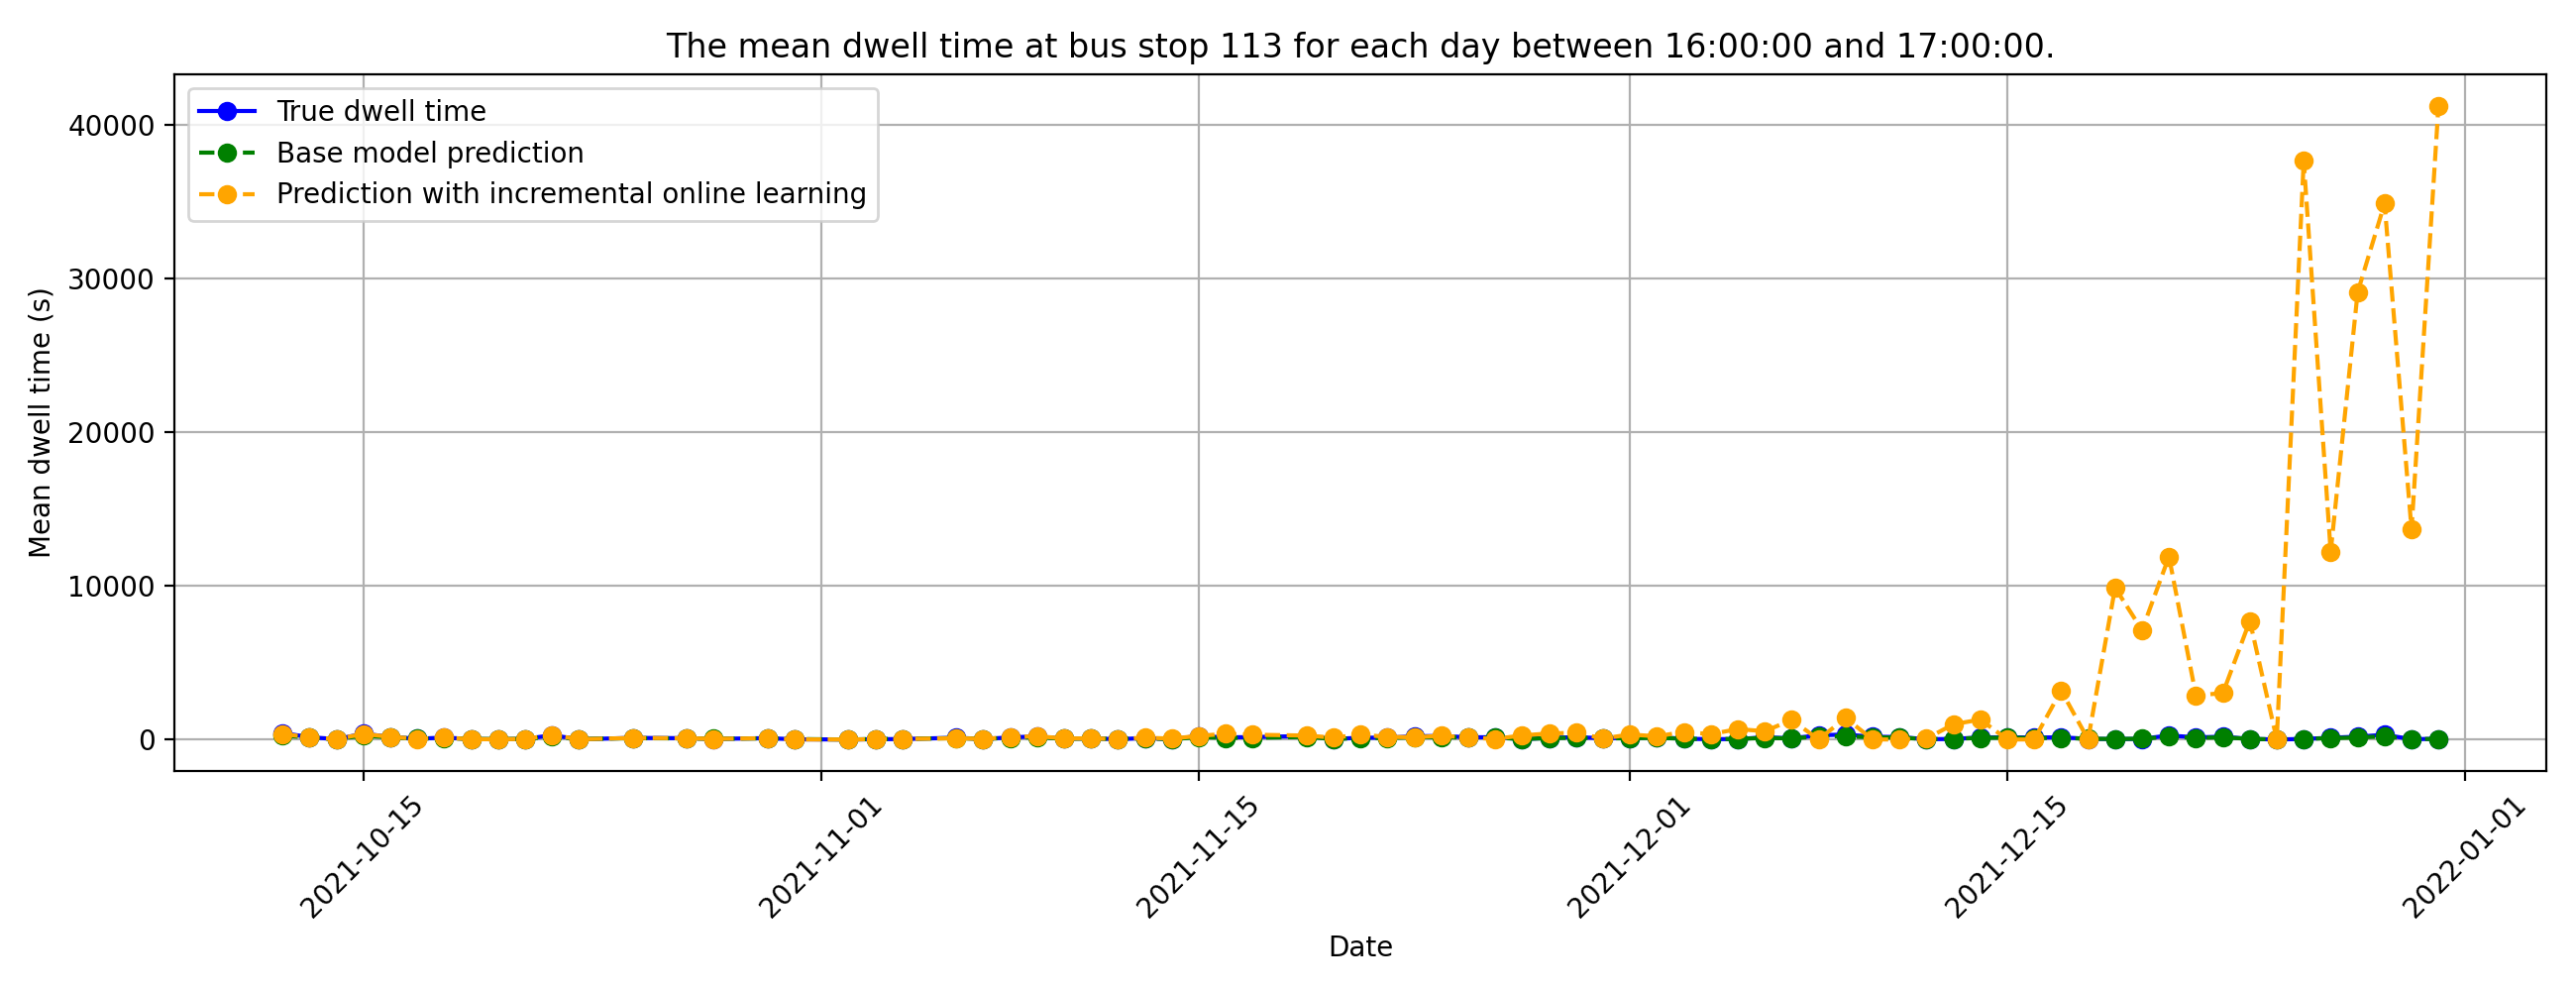 The mean dwell time at bus stop 113 for each day between 16:00:00 and 17:00:00.
True dwell time
Base model prediction
Prediction with incremental online learning
Mean dwell time (s)
40000
30000
20000
10000
0
2021-10-15
2021-11-01
2021-11-15
2021-12-01
2021-12-15
2022-01-01
Date